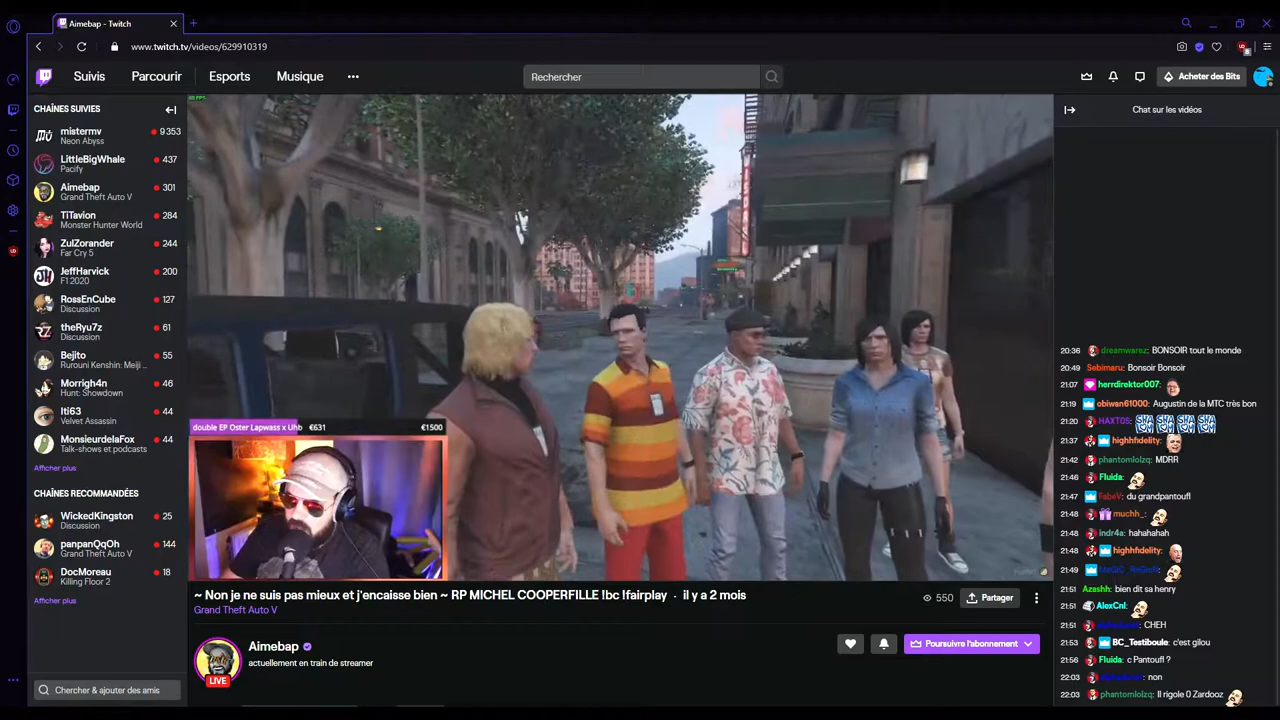 Aimebap - Twitch
www.twitch.tv/videos/629910319
Suivis
Parcourir
Esports
Musique
Rechercher
Acheter des Bits
CHAÎNES SUIVIES
mistermv
9 353
Neon Abyss
LittleBigWhale
437
Pacify
Aimebap
301
Grand Theft Auto V
TiTavion
284
Monster Hunter World
ZulZorander
244
Far Cry 5
JeffHarvick
200
F1 2020
RossEnCube
127
Discussion
theRyu7z
61
Discussion
Bejito
55
Rurouni Kenshin: Meiji ...
Morrigh4n
46
Hunt: Showdown
Iti63
44
Velvet Assassin
MonsieurdelaFox
44
Talk-shows et podcasts
Afficher plus
CHAÎNES RECOMMANDÉES
WickedKingston
25
Discussion
panpanQqOh
144
Grand Theft Auto V
DocMoreau
18
Killing Floor 2
Afficher plus
Chercher & ajouter des amis
double EP Oster Lapwass x Uhb €631 €1500
~ Non je ne suis pas mieux et j'encaisse bien ~ RP MICHEL COOPERFILLE !bc !fairplay · il y a 2 mois
Grand Theft Auto V
550
Partager
Aimebap
actuellement en train de streamer
LIVE
Poursuivre l'abonnement
Chat sur les vidéos
20:36 dreamwarez: BONSOIR tout le monde
20:49 Sebimaru: Bonsoir Bonsoir
21:07 herrdirektor007:
21:19 obiwan61000: Augustin de la MTC très bon
21:20 HAXTOS:
21:37 highhfidelity:
21:42 phantomlolzq: MDRR
21:46 Fluida:
21:47 FabeV: du grandpantoufl
21:48 muchh_:
21:48 indr4a: hahahahah
21:48 highhfidelity:
21:49
21:51 Azashh: bien dit sa henry
21:51 AlexCnl:
21:51 CHEH
21:53 BC_Testiboule: c'est gilou
21:56 Fluida: c Pantoufl ?
22:03 non
22:03 phantomlolzq: Il rigole 0 Zardooz